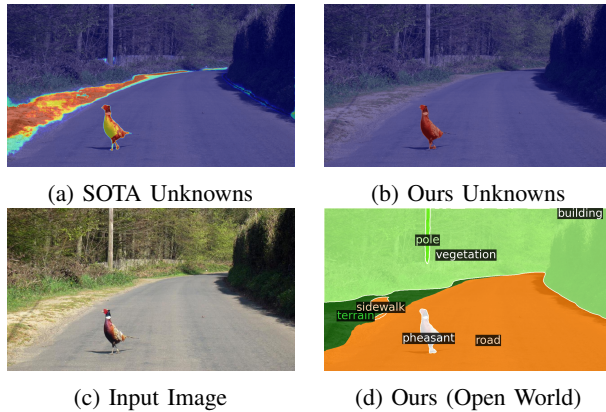 (a) SOTA Unknowns
(b) Ours Unknowns
building
pole
vegetation
sidewalk
terrain
pheasant
road
(c) Input Image
(d) Ours (Open World)